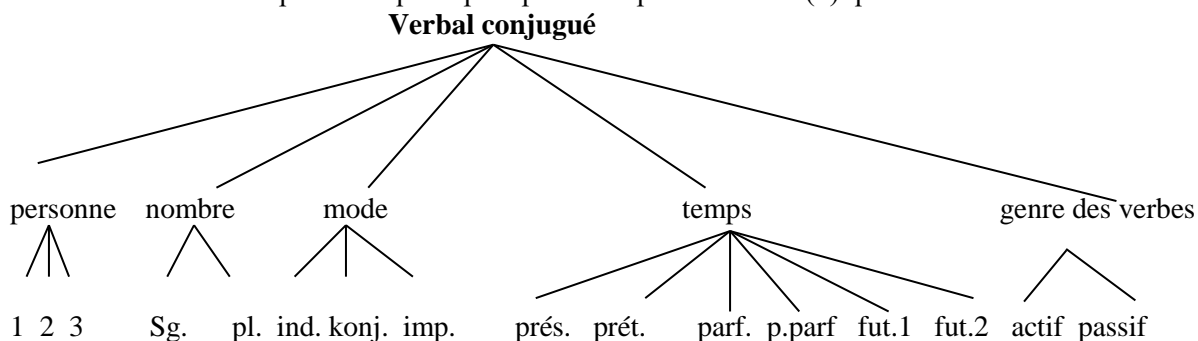 Verbal conjugué
personne nombre mode temps genre des verbes
1 2 3 Sg. pl. ind. konj. imp. prés. prét. parf. p.parf fut.1 fut.2 actif passif